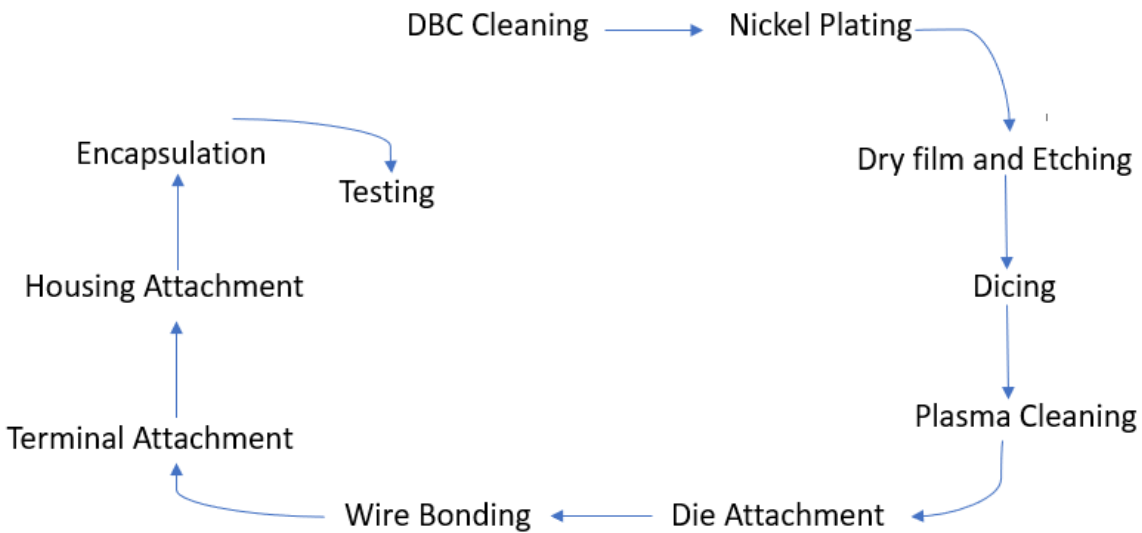 DBC Cleaning
Nickel Plating
Dry film and Etching
Dicing
Plasma Cleaning
Die Attachment
Wire Bonding
Terminal Attachment
Housing Attachment
Encapsulation
Testing